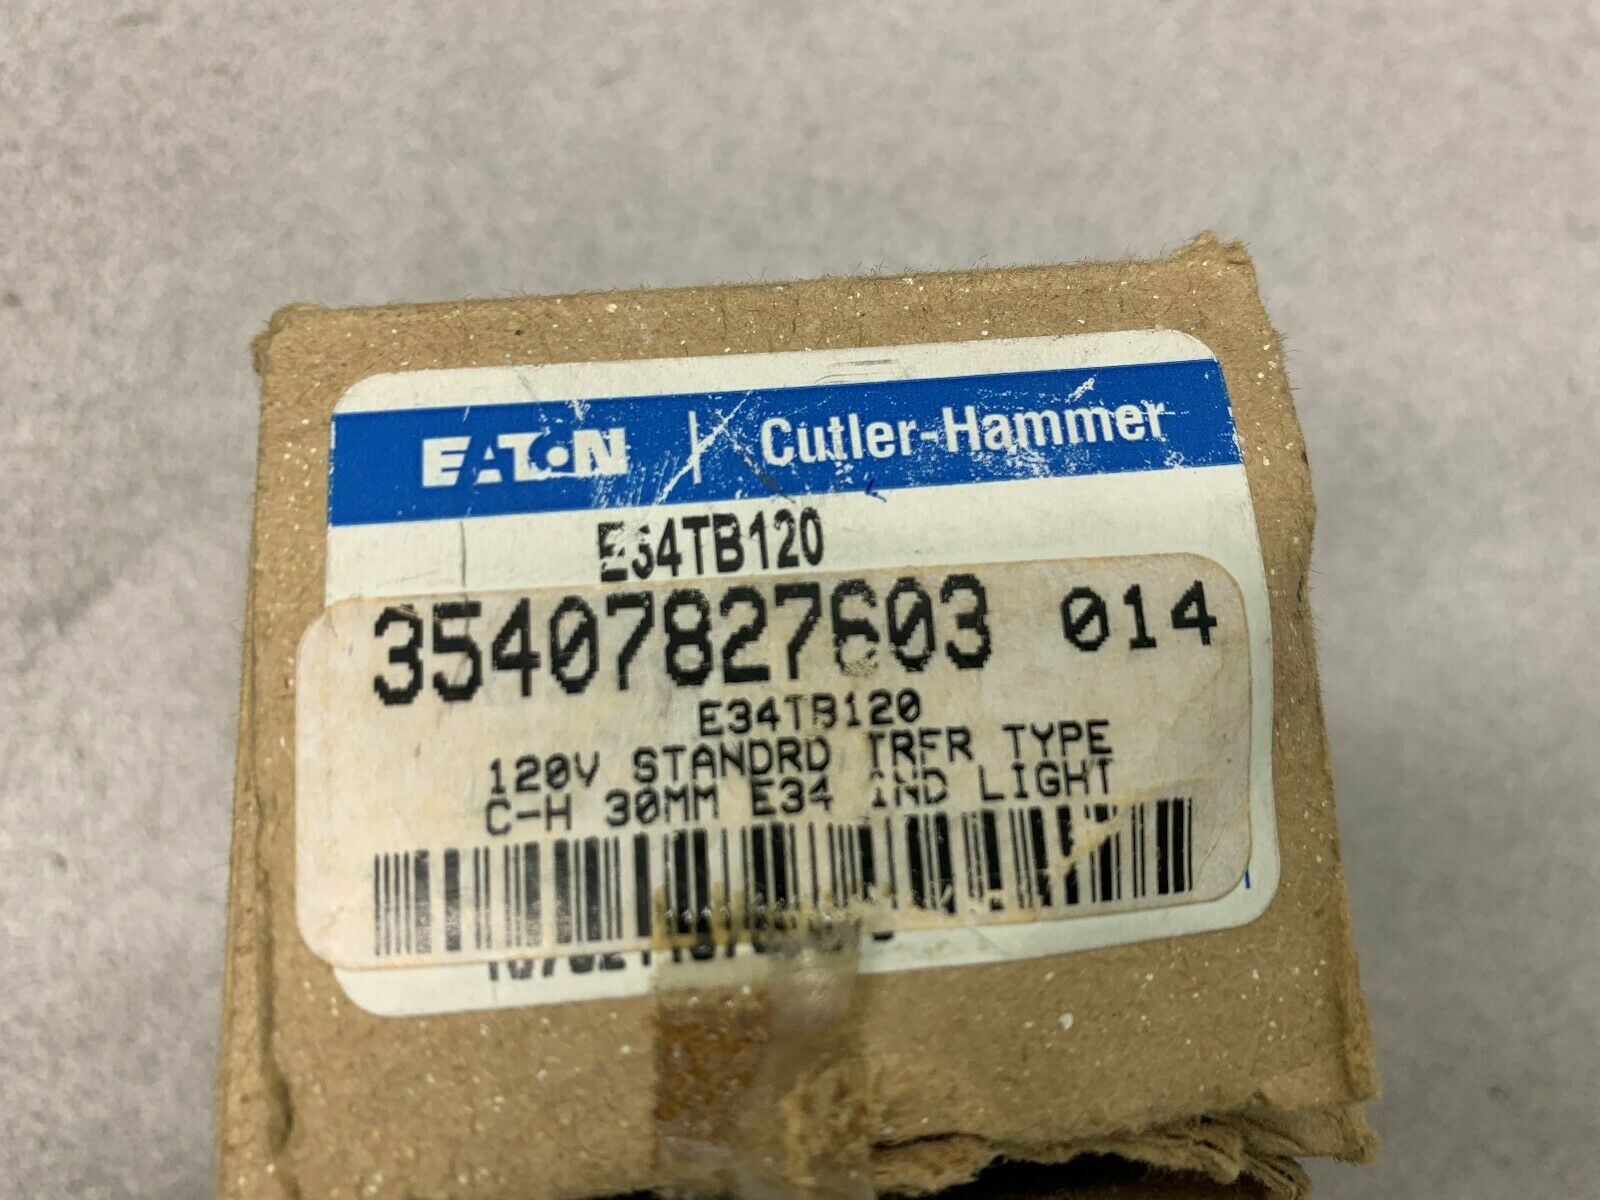 EATON | Cutler-Hammer
E34TB120
35407827603 014
E34TB120
120V STANDRD TRFR TYPE
C-H 30MM E34 IND LIGHT